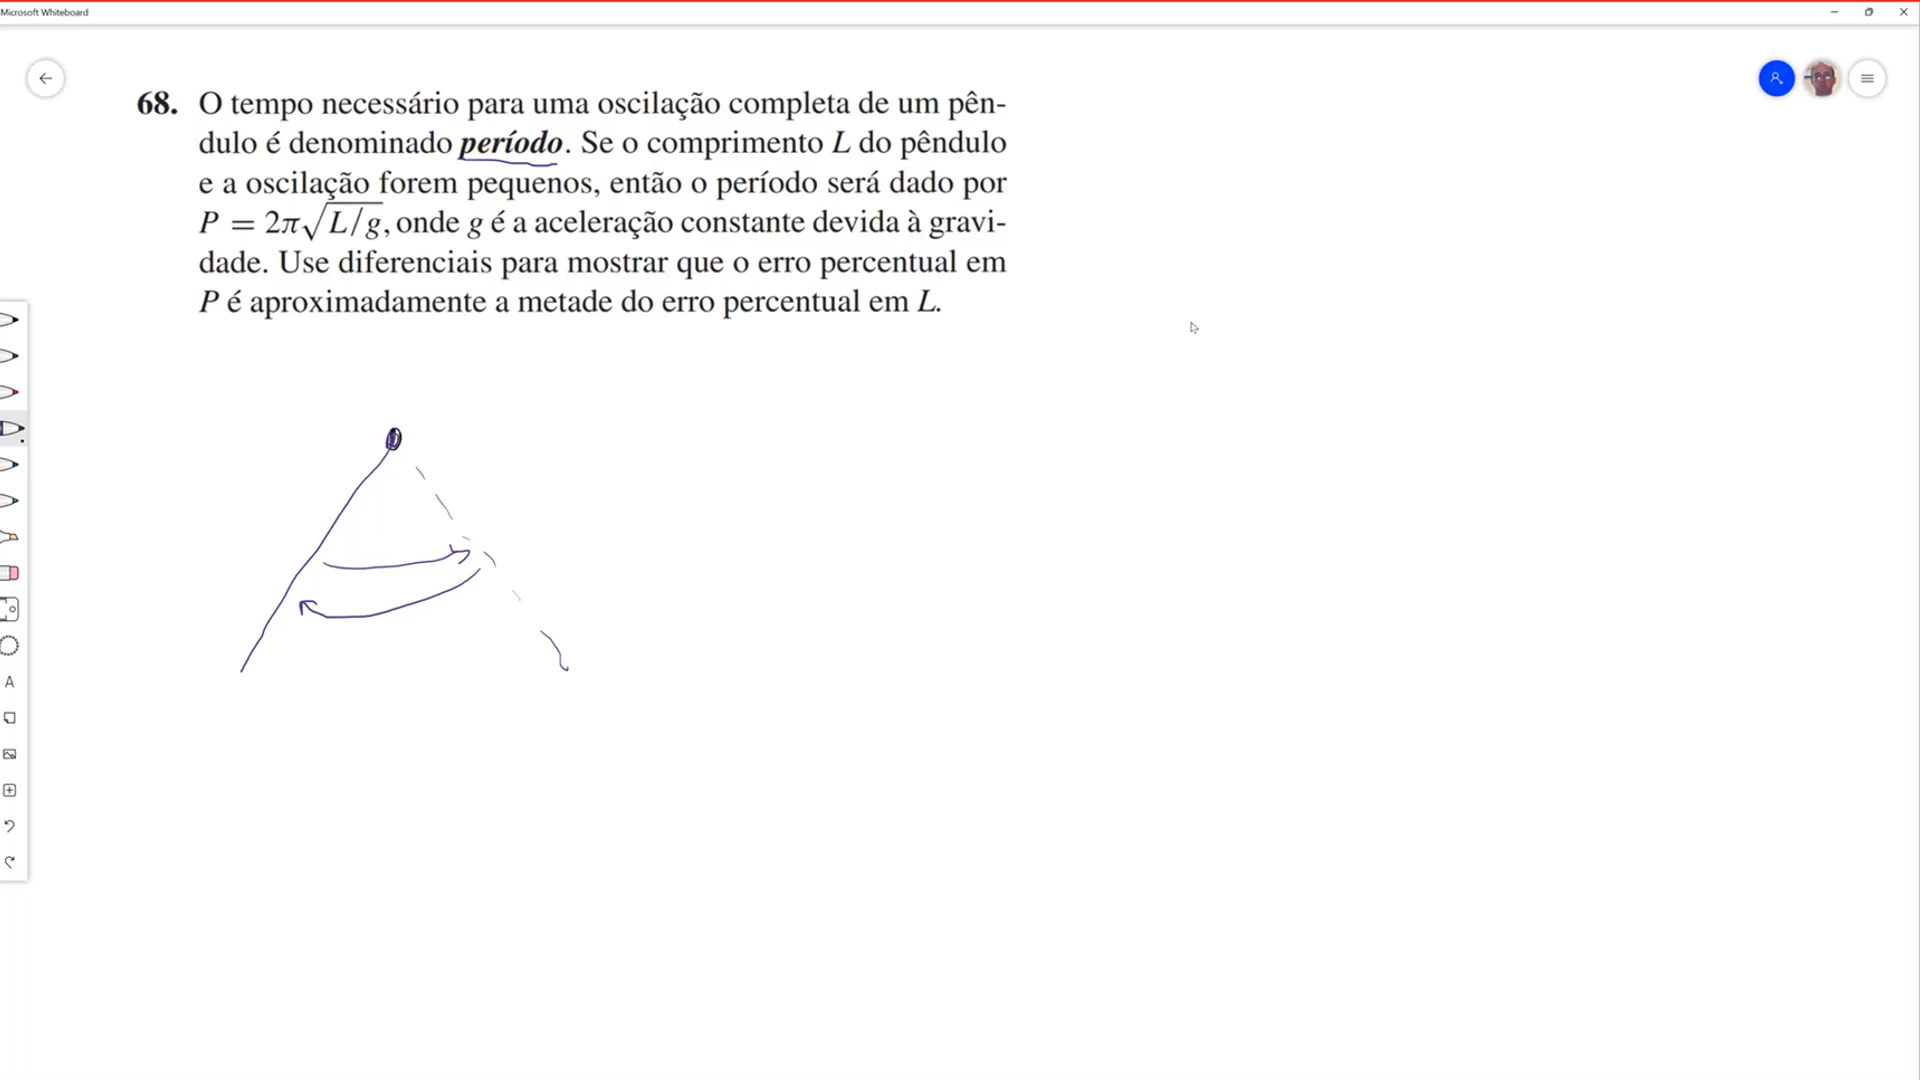 Microsoft Whiteboard
68. O tempo necessário para uma oscilação completa de um pên-
dulo é denominado período. Se o comprimento L do pêndulo
e a oscilação forem pequenos, então o período será dado por
P = 2π√L/g, onde g é a aceleração constante devida à gravi-
dade. Use diferenciais para mostrar que o erro percentual em
P é aproximadamente a metade do erro percentual em L.
A